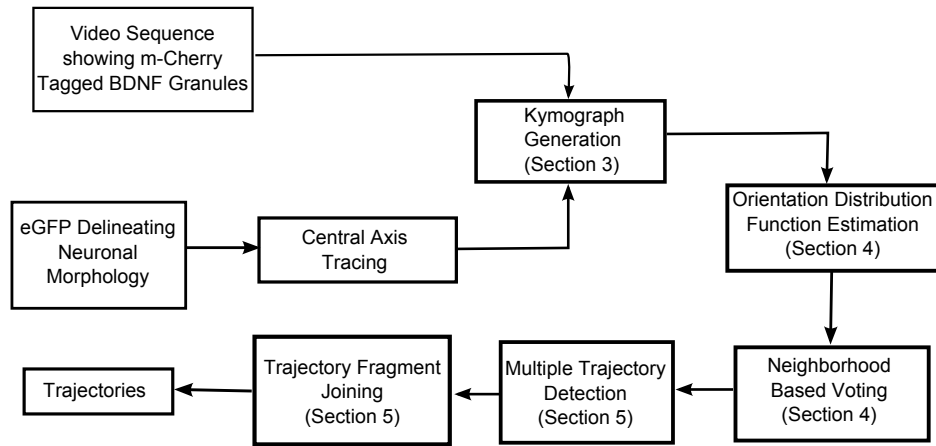 Video Sequence
showing m-Cherry
Tagged BDNF Granules
Kymograph
Generation
(Section 3)
eGFP Delineating
Neuronal
Morphology
Central Axis
Tracing
Orientation Distribution
Function Estimation
(Section 4)
Neighborhood
Based Voting
(Section 4)
Multiple Trajectory
Detection
(Section 5)
Trajectory Fragment
Joining
(Section 5)
Trajectories